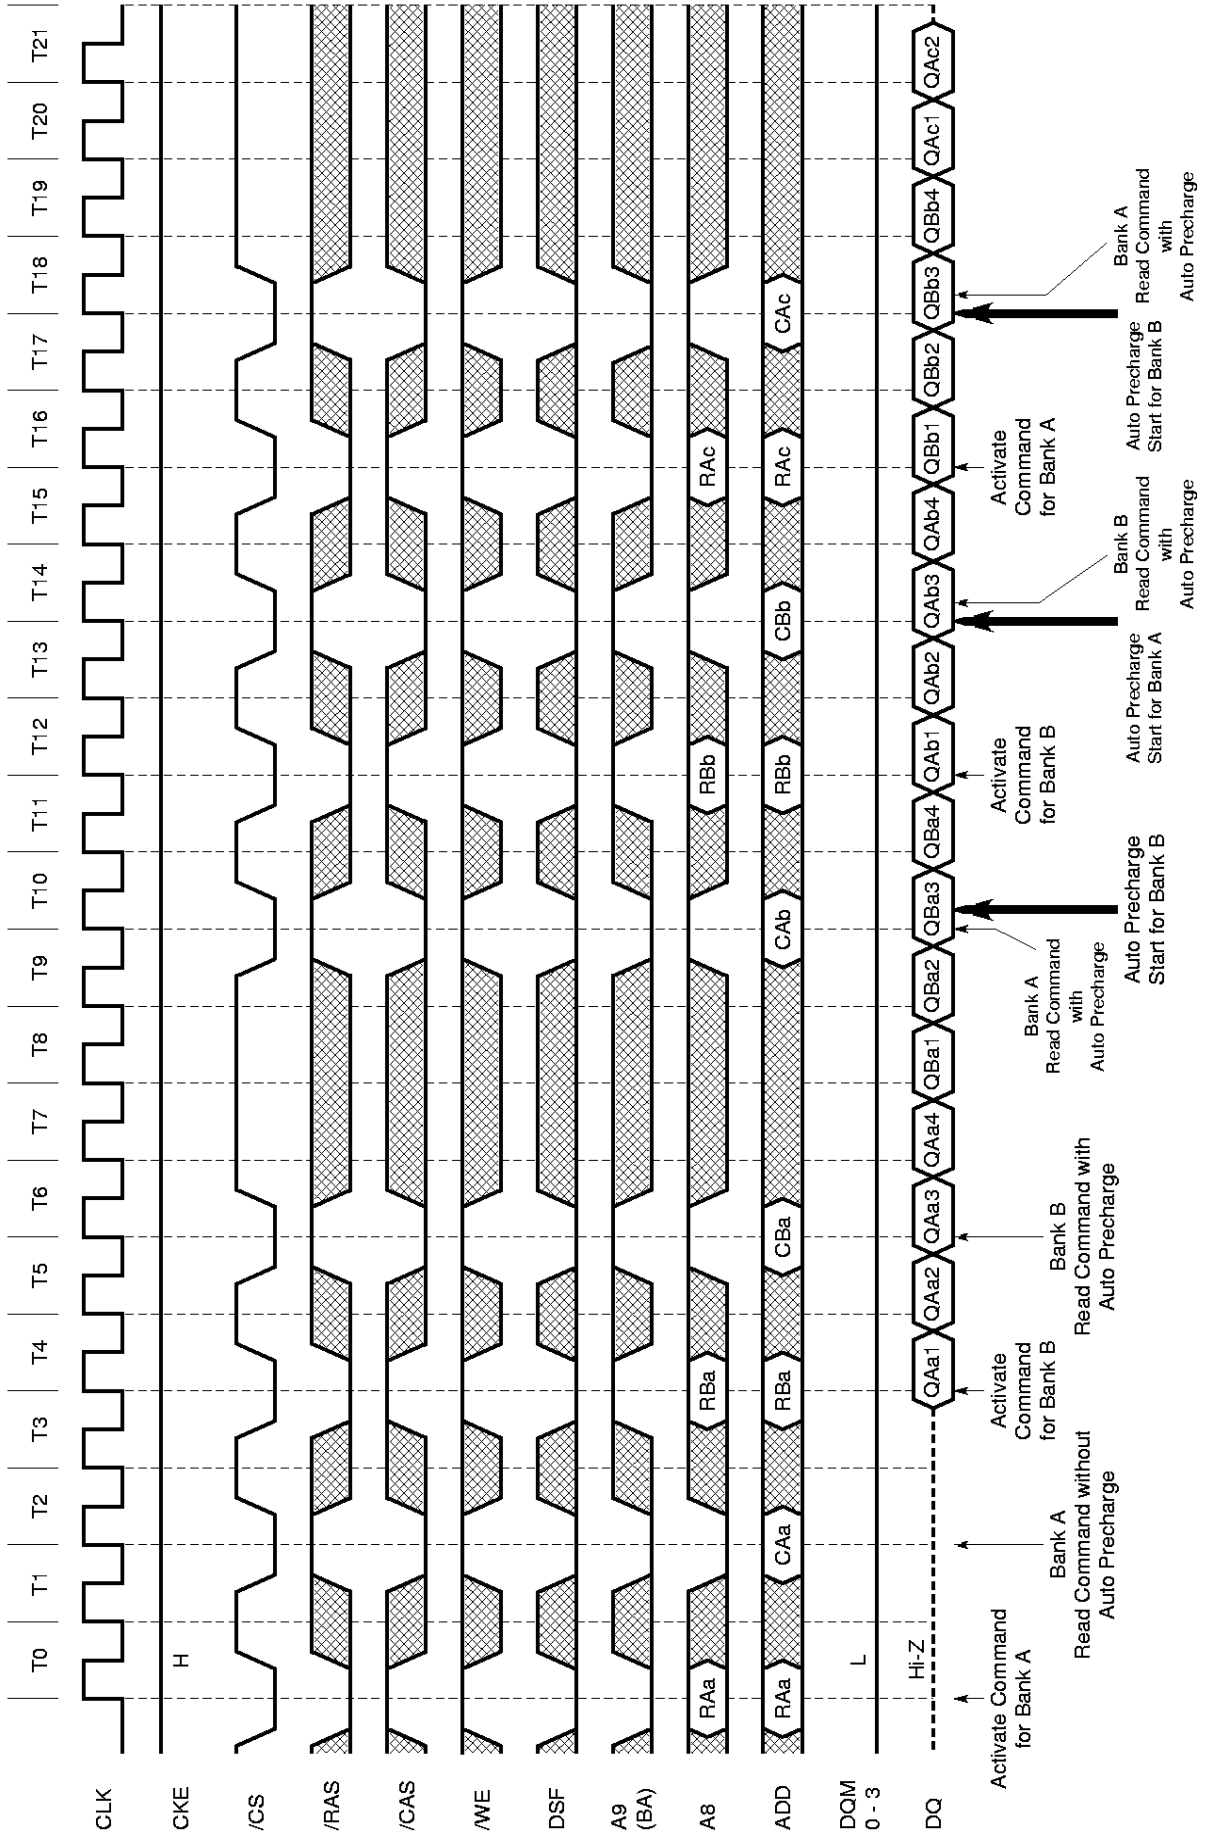 T0 T1 T2 T3 T4 T5 T6 T7 T8 T9 T10 T11 T12 T13 T14 T15 T16 T17 T18 T19 T20 T21
CLK
CKE H
/CS
/RAS
/CAS
/WE
DSF
A9
(BA)
A8 RAa RBa RBb RAc
ADD RAa CAa RBa CBa CAb RBb CBb RAc CAc
DQM
0 - 3
L
DQ Hi-Z QAa1 QAa2 QAa3 QAa4 QBa1 QBa2 QBa3 QBa4 QAb1 QAb2 QAb3 QAb4 QBb1 QBb2 QBb3 QBb4 QAc1 QAc2
Activate Command
for Bank A
Bank A
Read Command without
Auto Precharge
Activate
Command
for Bank B
Bank B
Read Command with
Auto Precharge
Bank A
Read Command
with
Auto Precharge
Auto Precharge
Start for Bank B
Activate
Command
for Bank B
Auto Precharge
Start for Bank A
Bank B
Read Command
with
Auto Precharge
Activate
Command
for Bank A
Auto Precharge
Start for Bank B
Bank A
Read Command
with
Auto Precharge